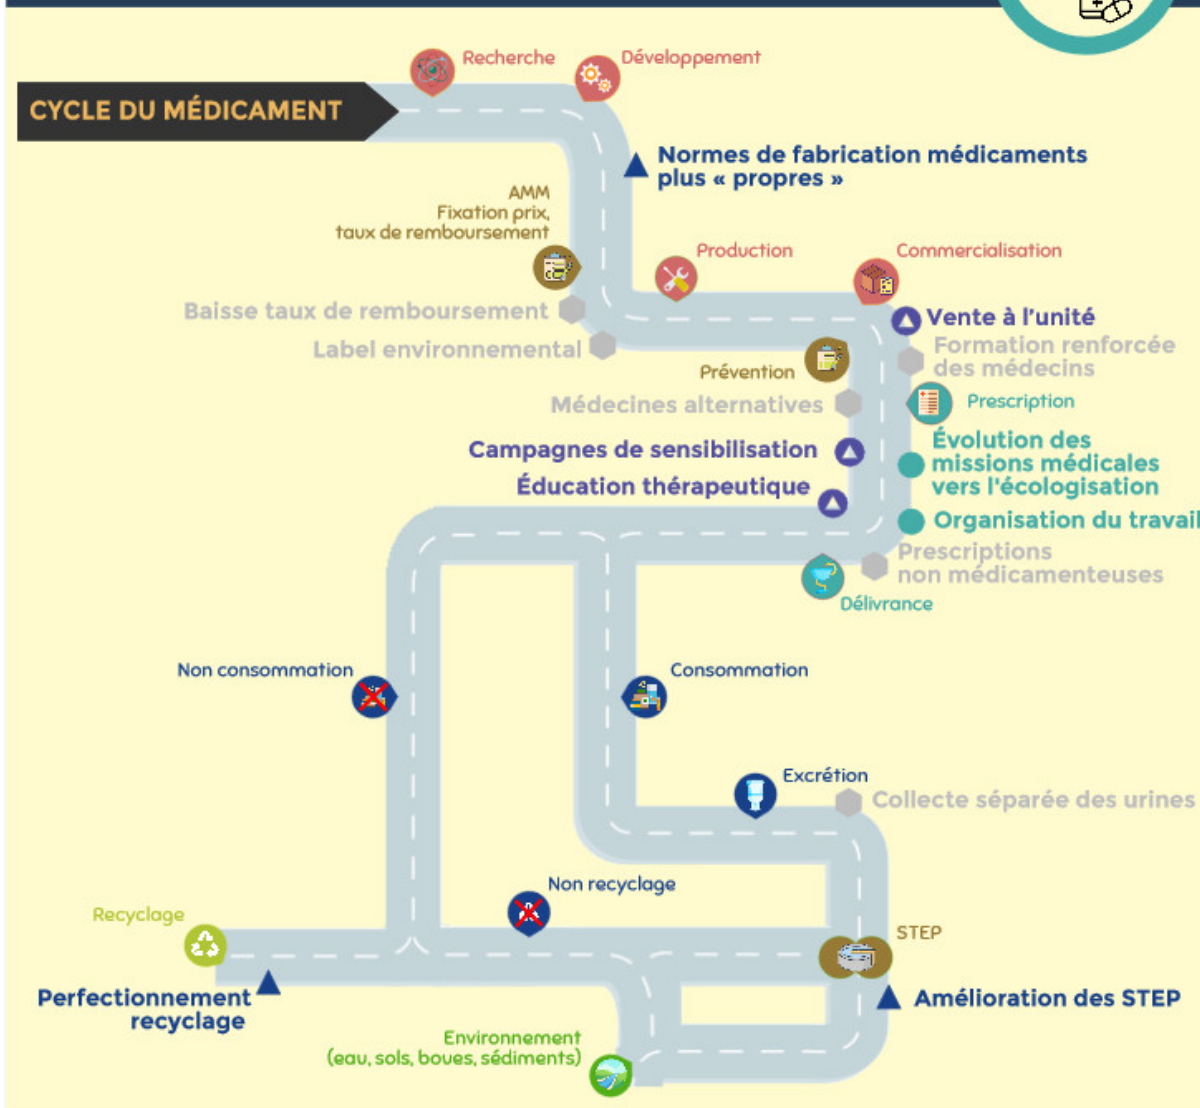 Recherche
Développement
CYCLE DU MÉDICAMENT
Normes de fabrication médicaments
plus « propres »
AMM
Fixation prix,
taux de remboursement
Production
Commercialisation
Baisse taux de remboursement
Vente à l'unité
Label environnemental
Formation renforcée
des médecins
Prévention
Médecines alternatives
Prescription
Campagnes de sensibilisation
Évolution des
missions médicales
vers l'écologisation
Éducation thérapeutique
Organisation du travail
Prescriptions
non médicamenteuses
Délivrance
Non consommation
Consommation
Excrétion
Collecte séparée des urines
Non recyclage
Recyclage
STEP
Perfectionnement
recyclage
Amélioration des STEP
Environnement
(eau, sols, boues, sédiments)